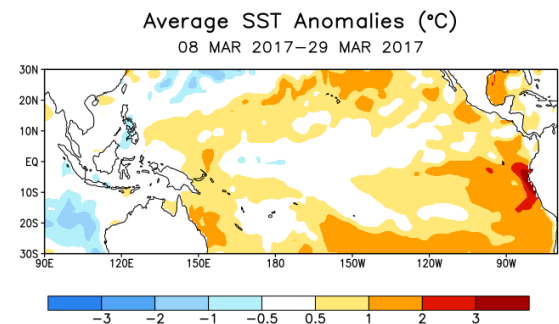 Average SST Anomalies (°C)
08 MAR 2017–29 MAR 2017
30N
20N
10N
EQ
10S
20S
30S
90E 120E 150E 180 150W 120W 90W
−3 −2 −1 −0.5 0.5 1 2 3